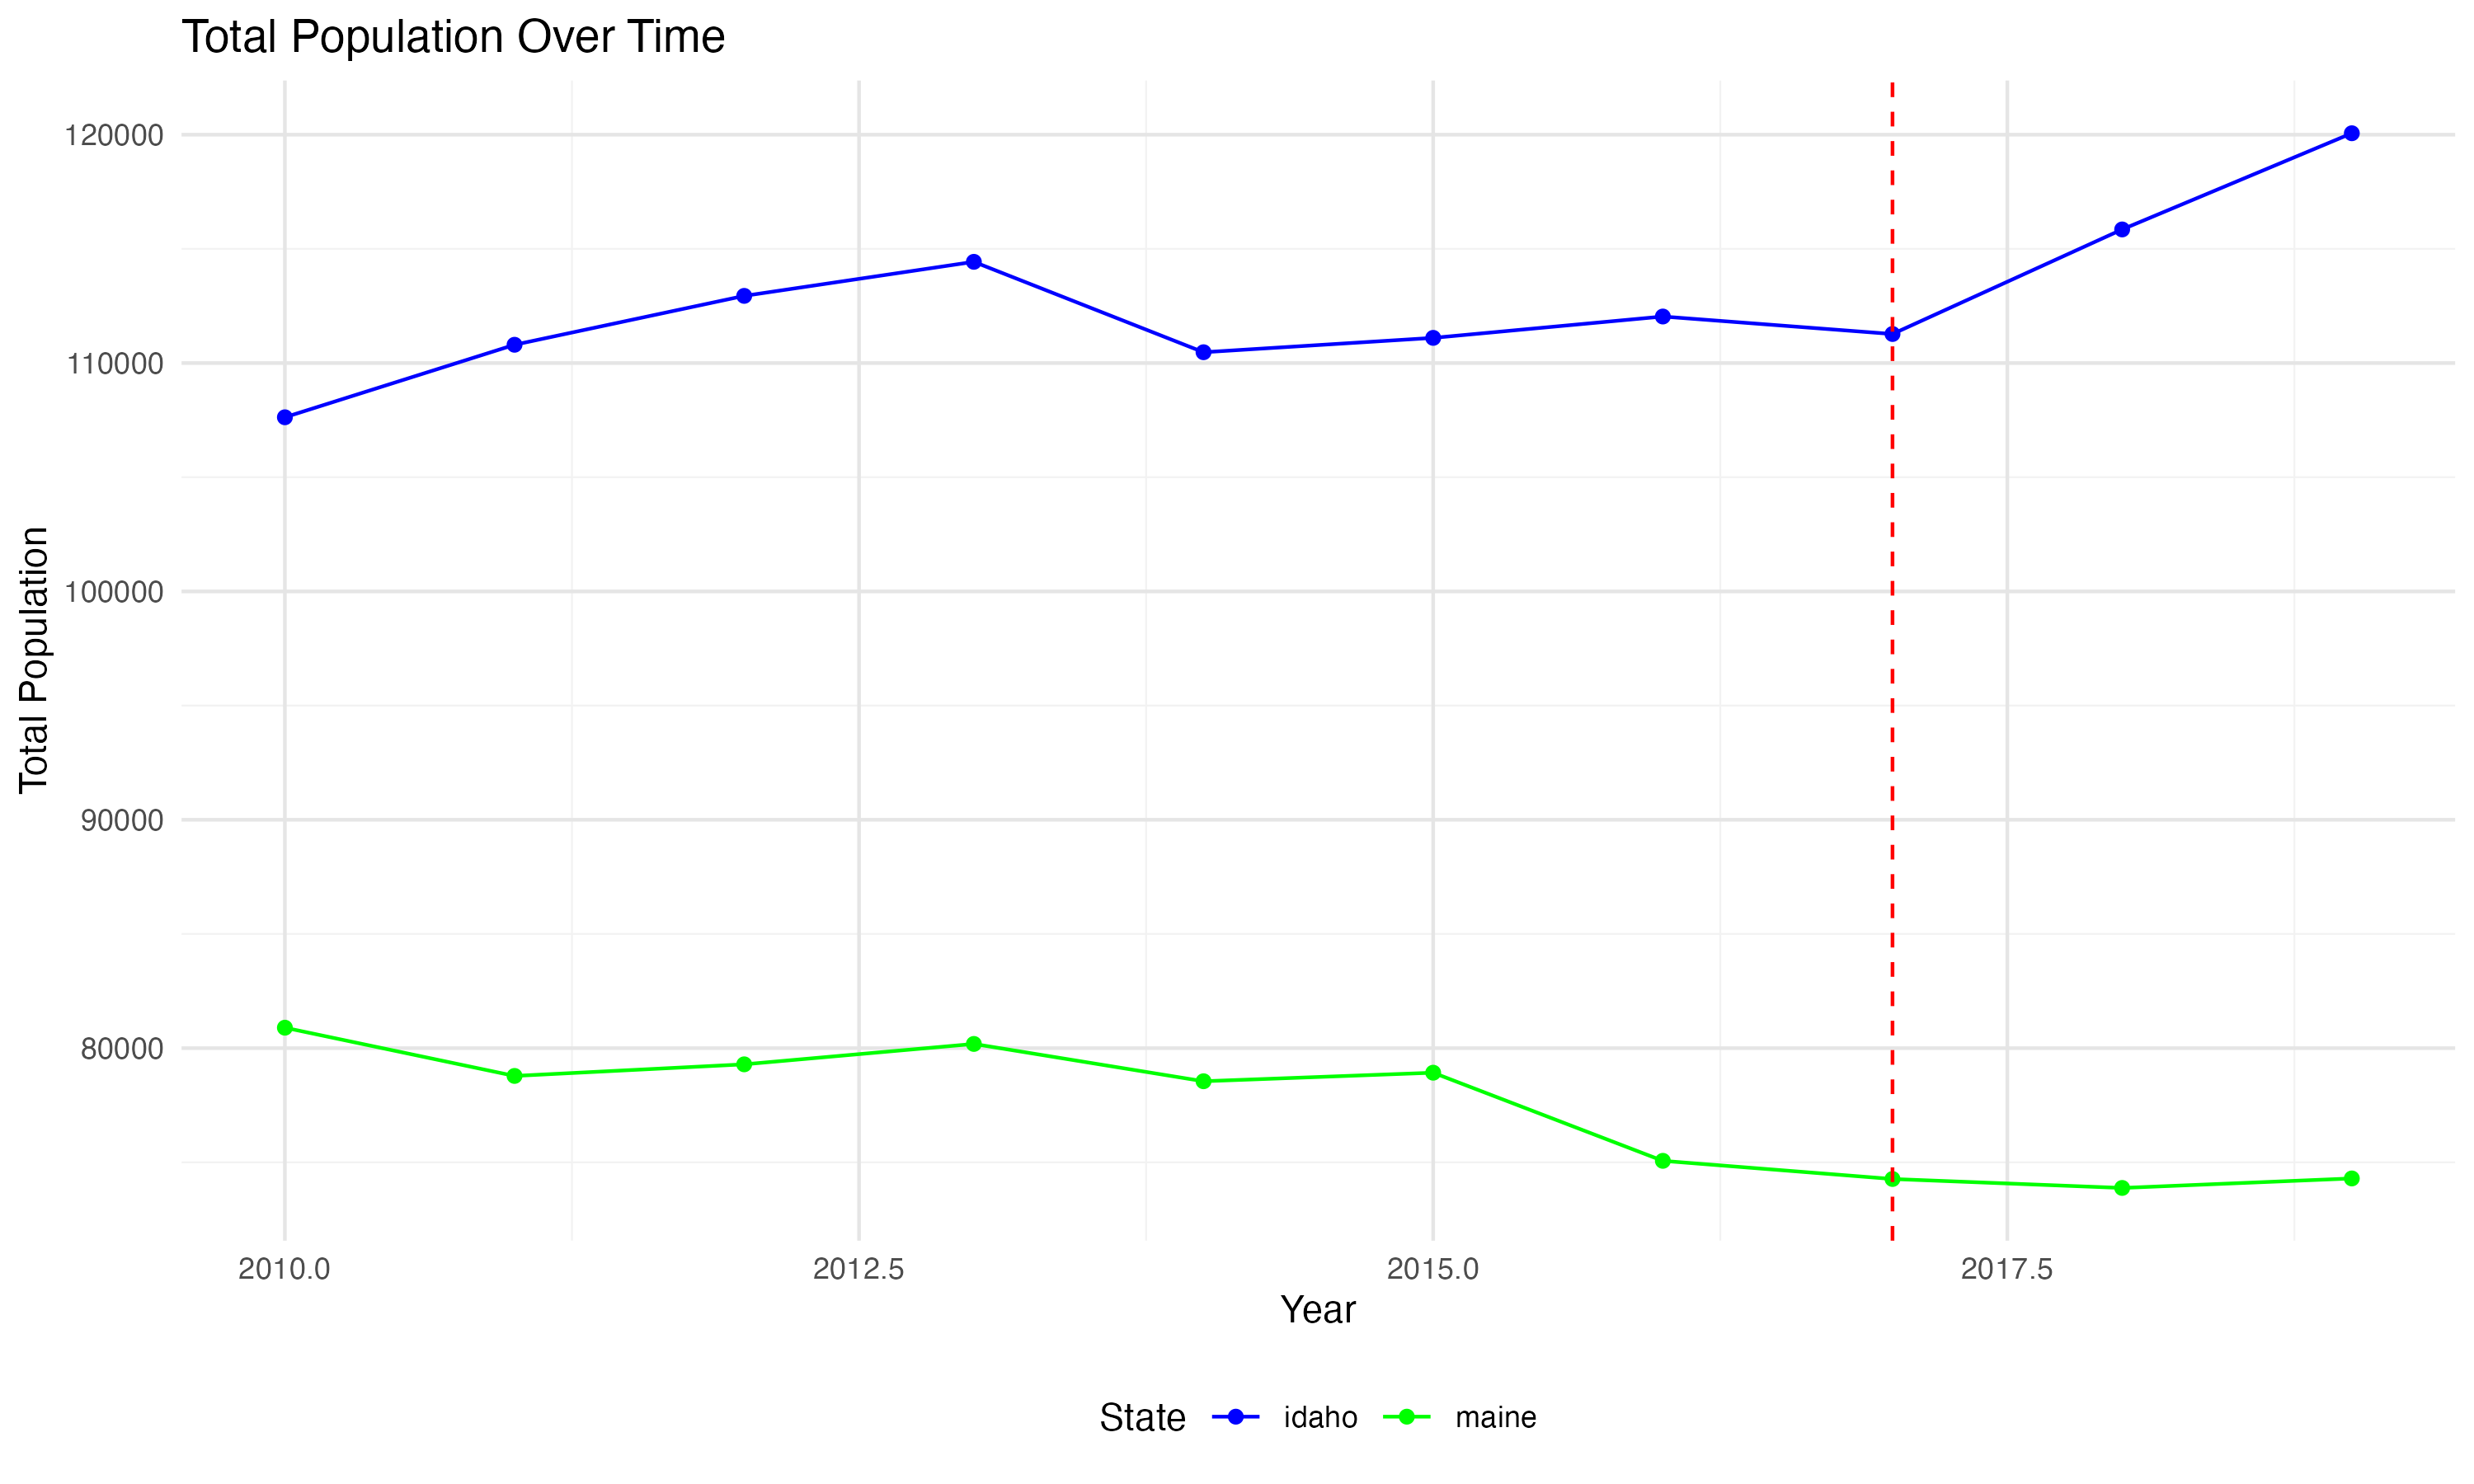 Total Population Over Time
120000
110000
100000
90000
80000
Total Population
2010.0 2012.5 2015.0 2017.5
Year
State idaho maine